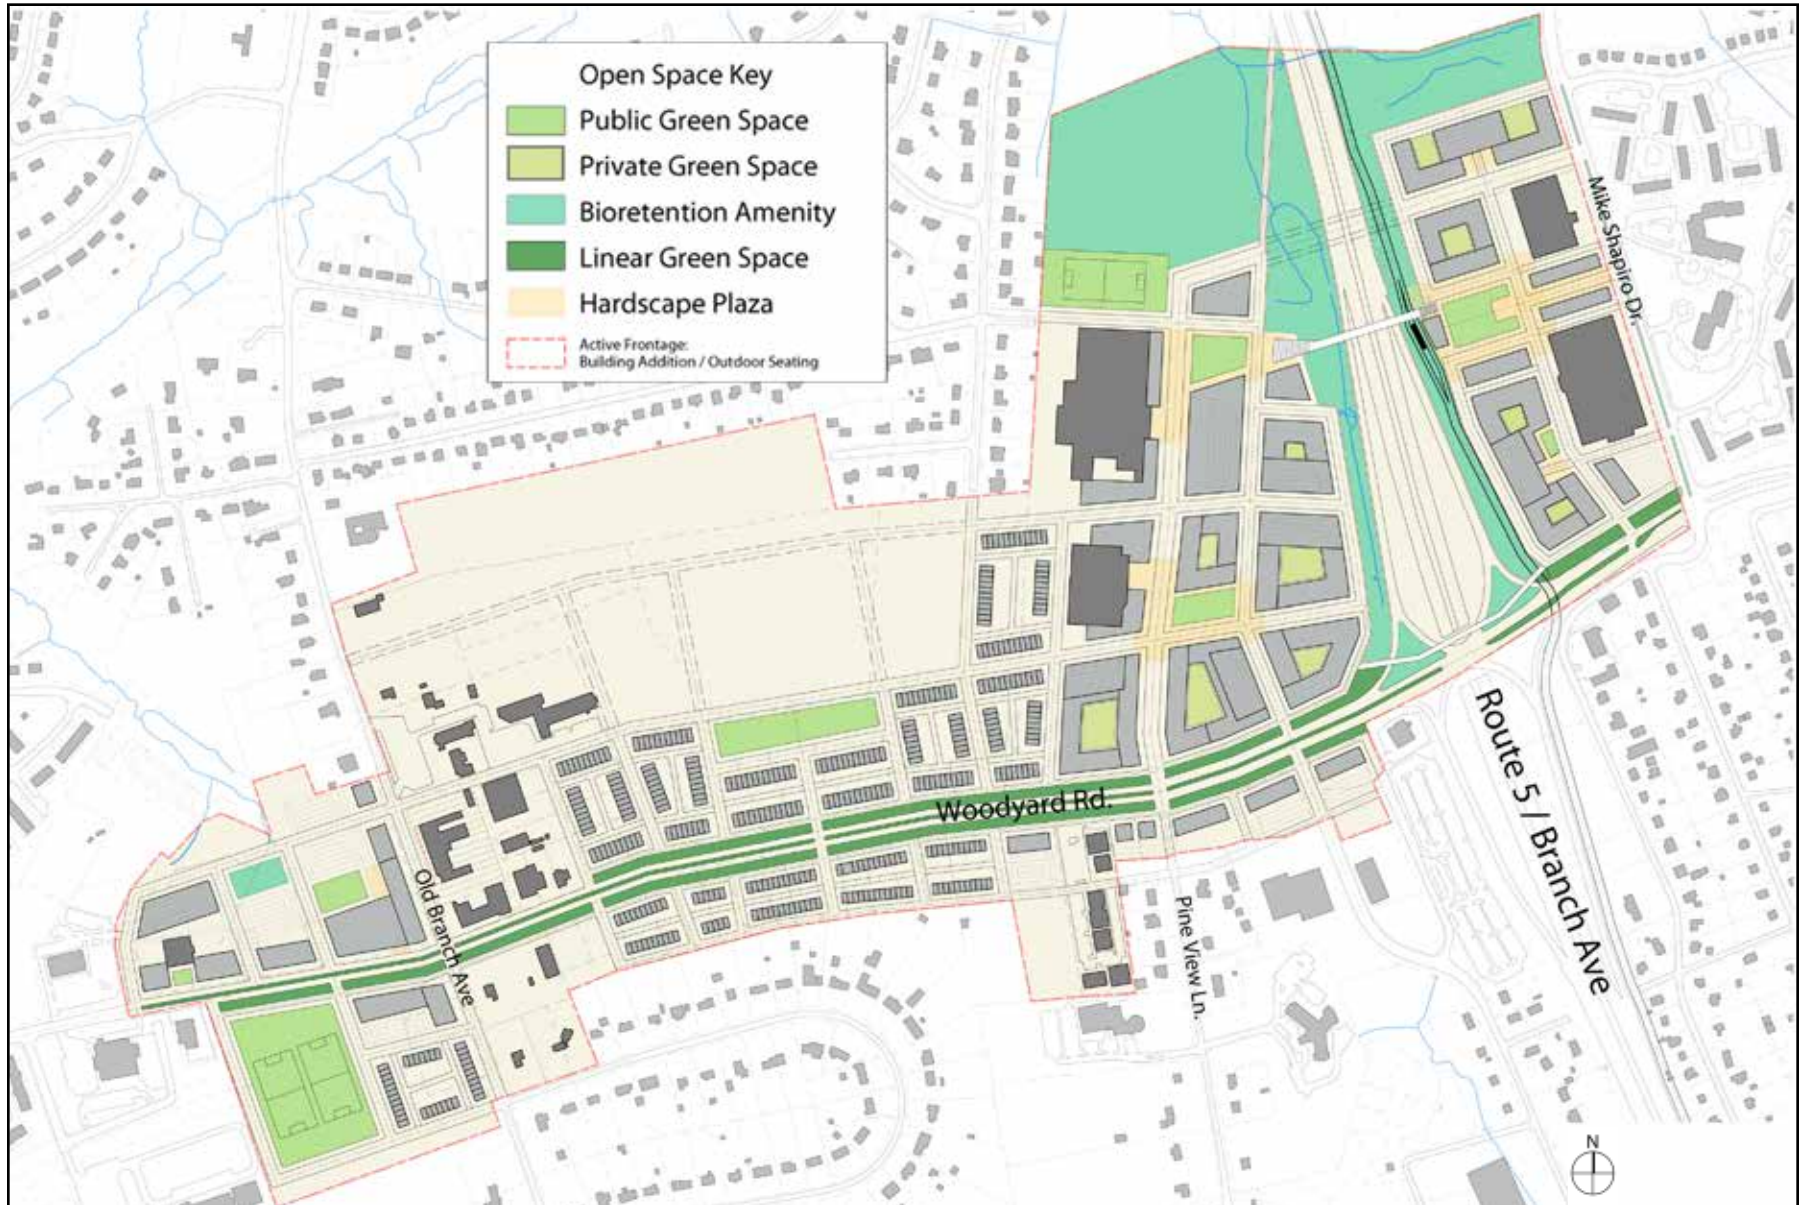 Open Space Key
Public Green Space
Private Green Space
Bioretention Amenity
Linear Green Space
Hardscape Plaza
Active Frontage:
Building Addition / Outdoor Seating
Mike Shapiro Dr.
Woodyard Rd.
Route 5 / Branch Ave
Old Branch Ave
Pine View Ln.
N